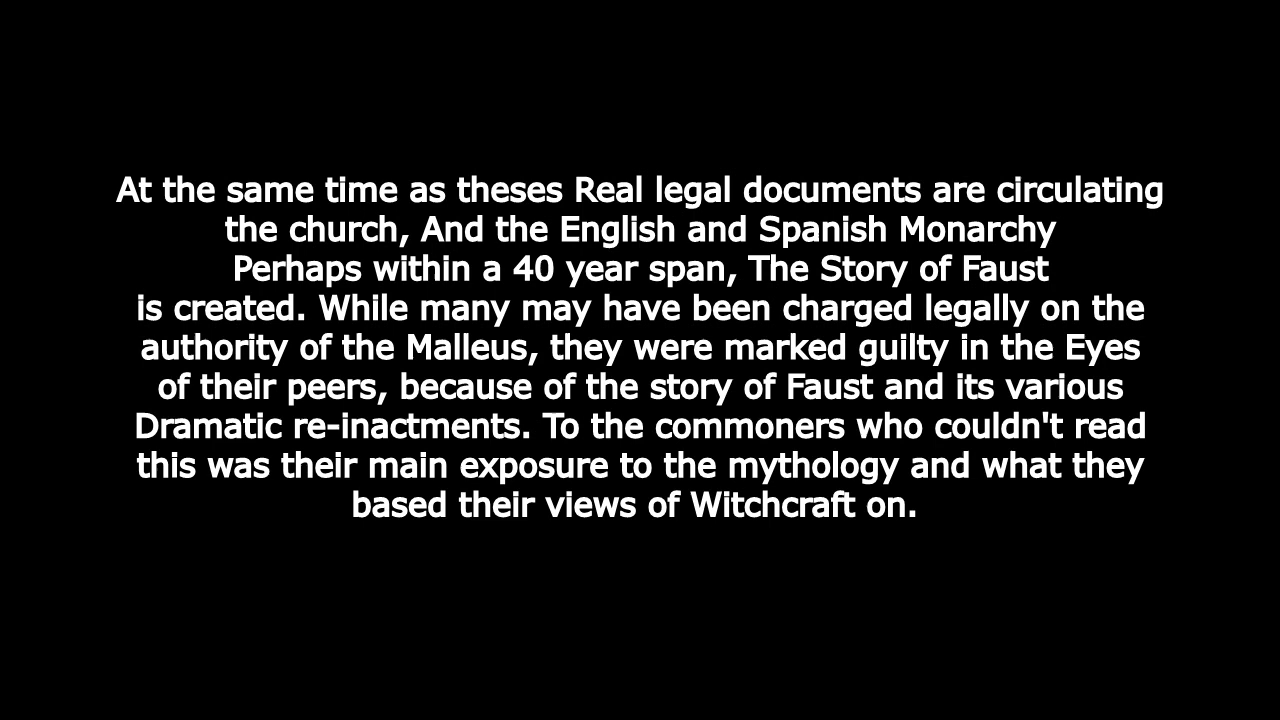 At the same time as theses Real legal documents are circulating
the church, And the English and Spanish Monarchy
Perhaps within a 40 year span, The Story of Faust
is created. While many may have been charged legally on the
authority of the Malleus, they were marked guilty in the Eyes
of their peers, because of the story of Faust and its various
Dramatic re-inactments. To the commoners who couldn't read
this was their main exposure to the mythology and what they
based their views of Witchcraft on.